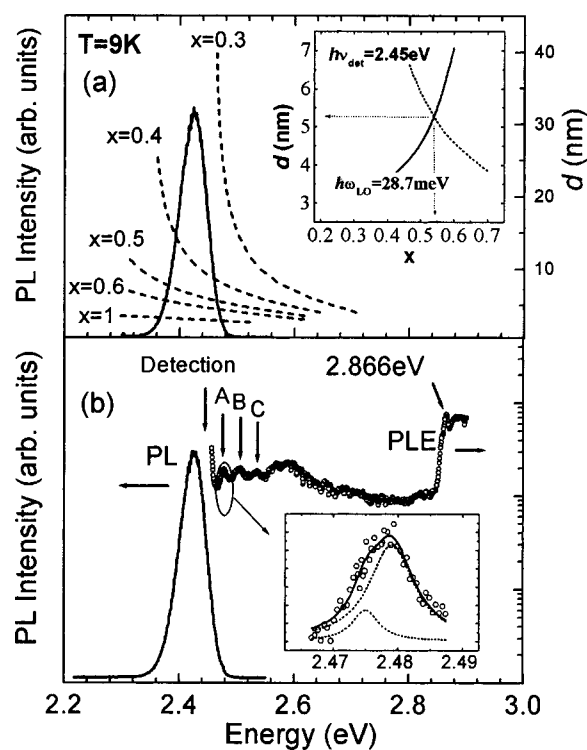 T=9K
x=0.3
(a)
x=0.4
x=0.5
x=0.6
x=1
PL Intensity (arb. units)
40
30
20
10
d (nm)
hν_det=2.45eV
hω_LO=28.7meV
7
6
5
4
3
d (nm)
0.2 0.3 0.4 0.5 0.6 0.7
x
Detection
(b)
A
B
C
2.866eV
PL
PLE
PL Intensity (arb. units)
2.47 2.48 2.49
2.2 2.4 2.6 2.8 3.0
Energy (eV)